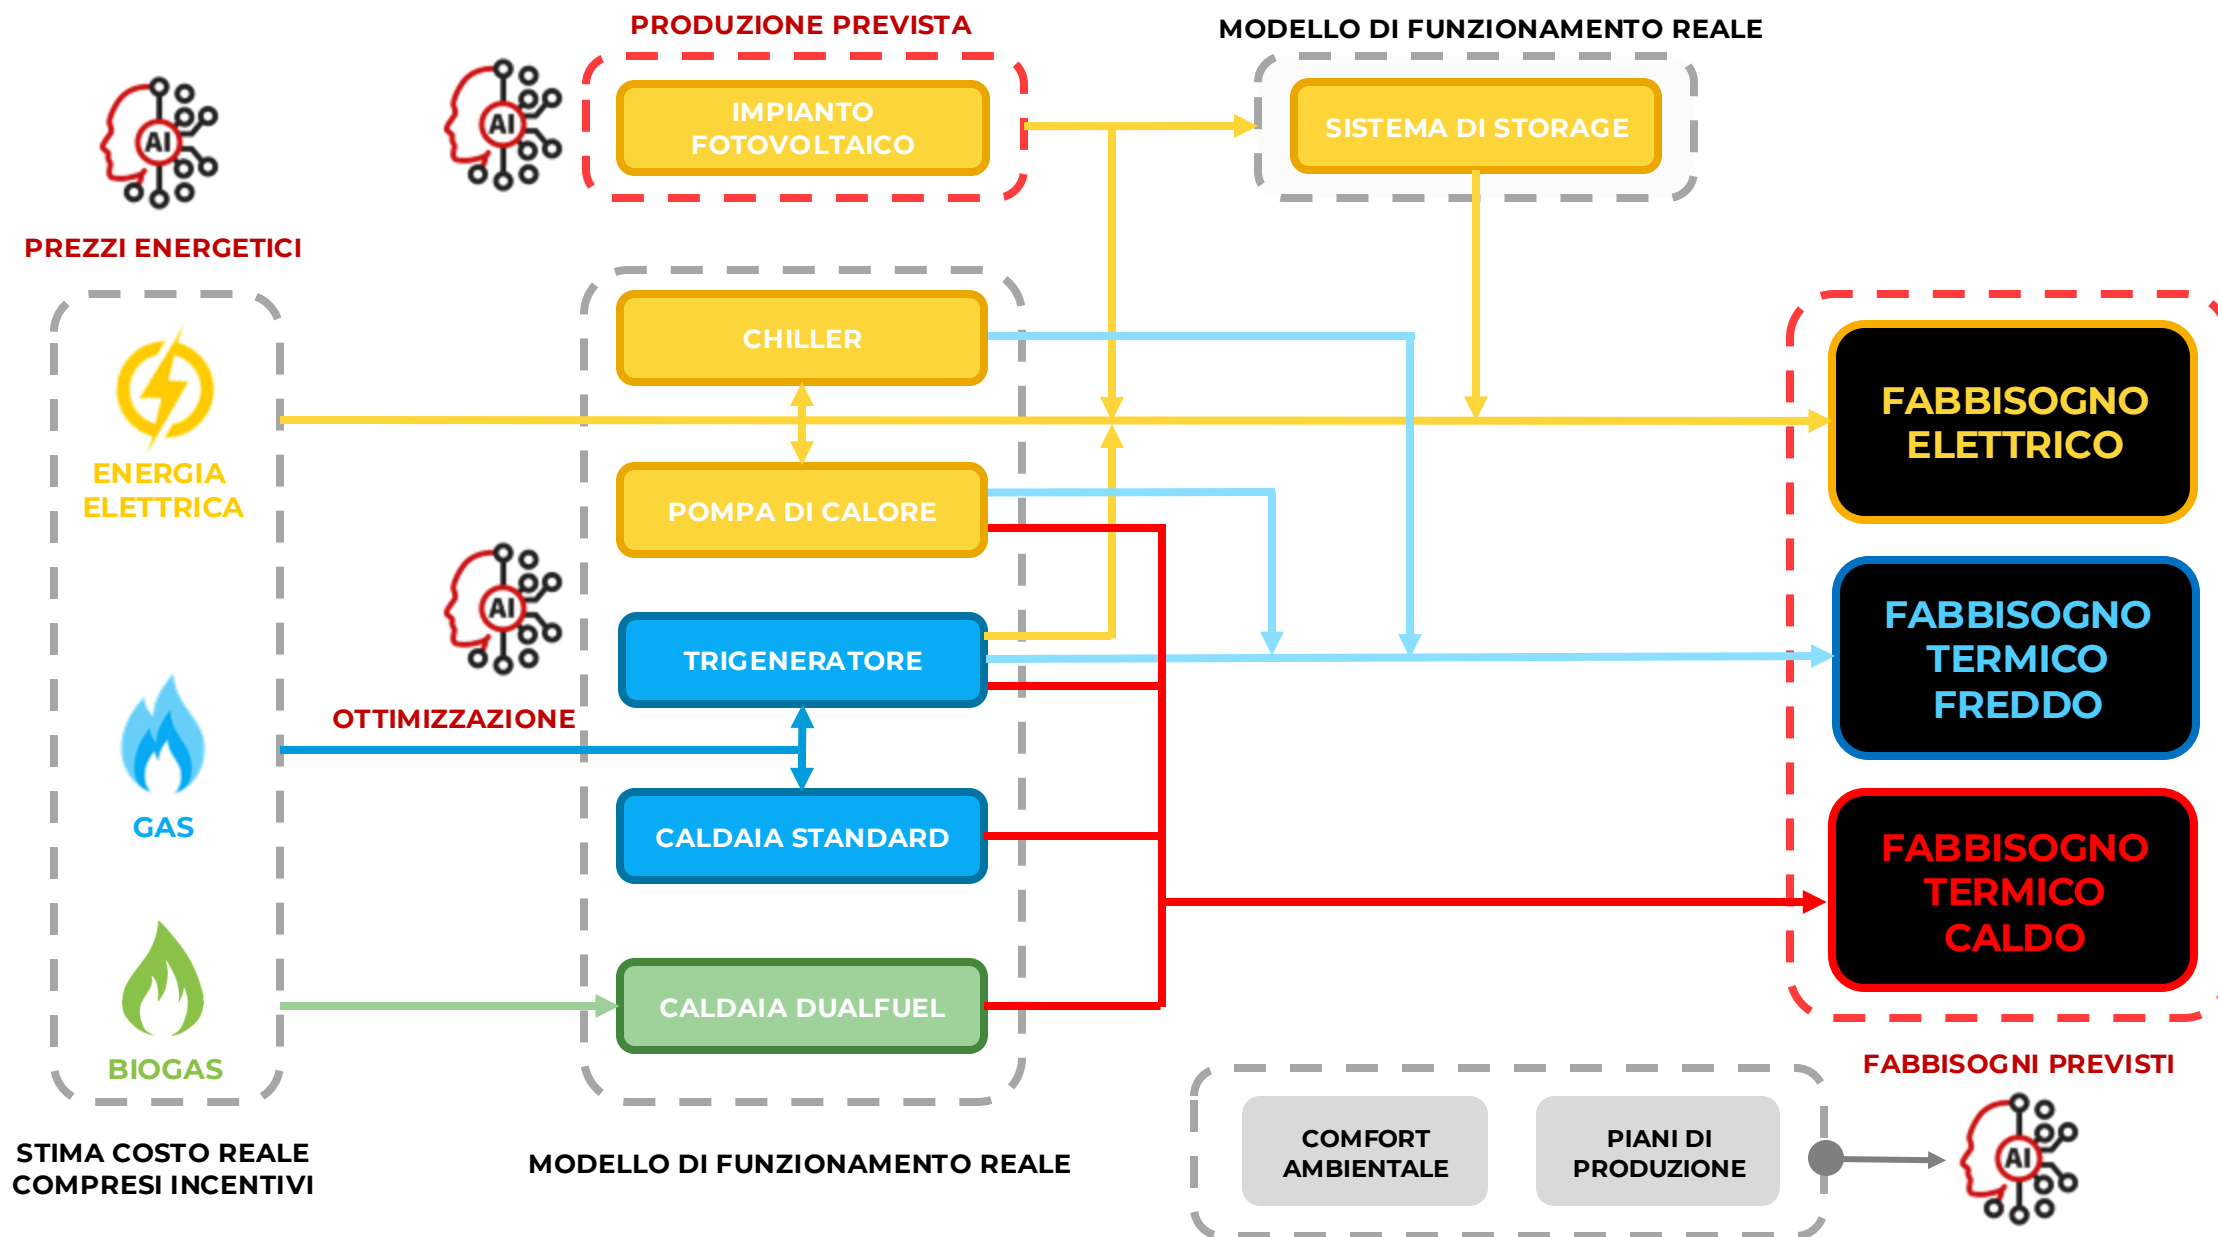 PRODUZIONE PREVISTA
MODELLO DI FUNZIONAMENTO REALE
AI
AI
IMPIANTO
FOTOVOLTAICO
SISTEMA DI STORAGE
PREZZI ENERGETICI
CHILLER
ENERGIA
ELETTRICA
FABBISOGNO
ELETTRICO
POMPA DI CALORE
AI
TRIGENERATORE
FABBISOGNO
TERMICO
FREDDO
OTTIMIZZAZIONE
GAS
CALDAIA STANDARD
FABBISOGNO
TERMICO
CALDO
CALDAIA DUALFUEL
BIOGAS
FABBISOGNI PREVISTI
STIMA COSTO REALE
COMPRESI INCENTIVI
MODELLO DI FUNZIONAMENTO REALE
COMFORT
AMBIENTALE
PIANI DI
PRODUZIONE
AI